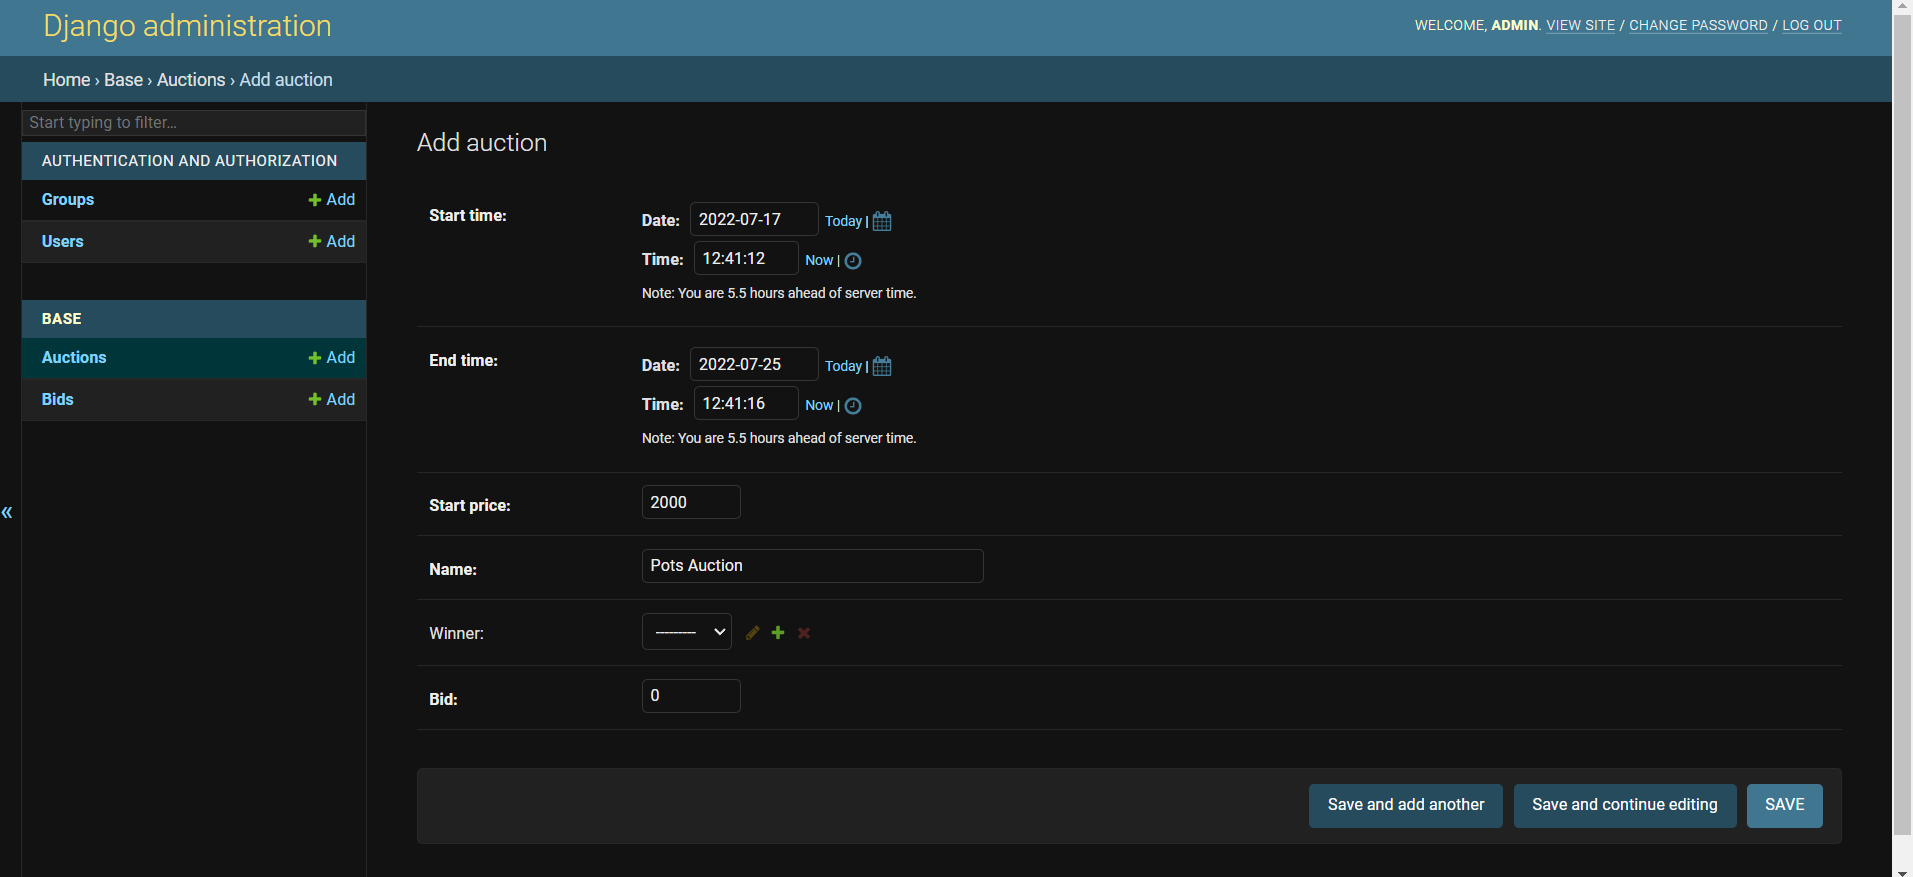 Django administration
WELCOME, ADMIN. VIEW SITE / CHANGE PASSWORD / LOG OUT
Home › Base › Auctions › Add auction
Start typing to filter...
AUTHENTICATION AND AUTHORIZATION
Groups + Add
Users + Add
BASE
Auctions + Add
Bids + Add
«
Add auction
Start time:
Date: 2022-07-17 Today |
Time: 12:41:12 Now |
Note: You are 5.5 hours ahead of server time.
End time:
Date: 2022-07-25 Today |
Time: 12:41:16 Now |
Note: You are 5.5 hours ahead of server time.
Start price: 2000
Name: Pots Auction
Winner: ---------
Bid: 0
Save and add another Save and continue editing SAVE